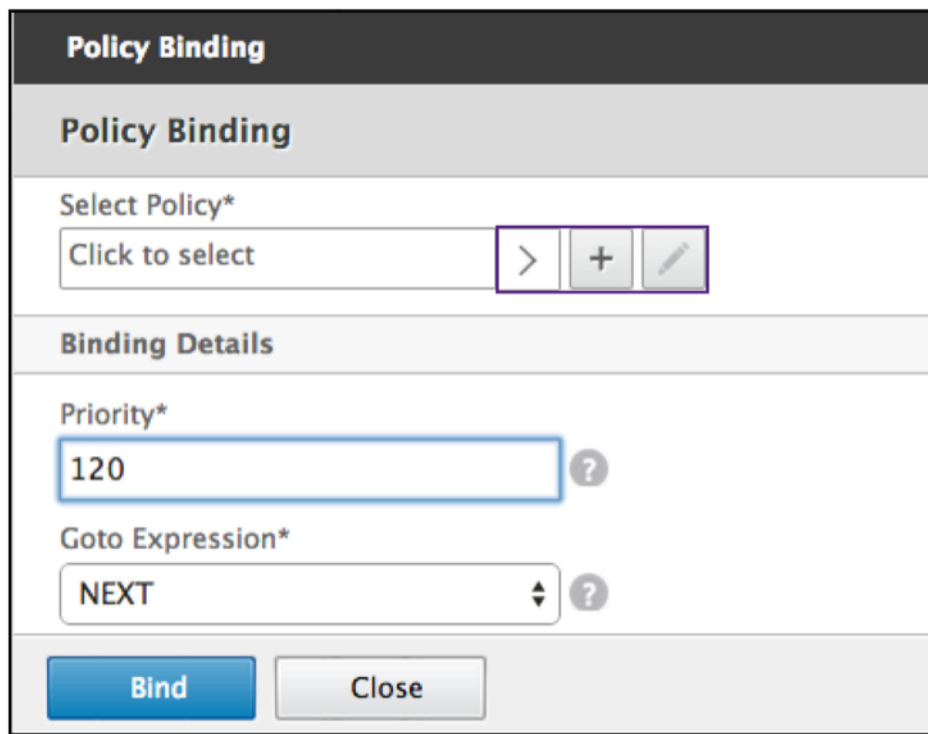 Policy Binding
Policy Binding
Select Policy*
Click to select > +
Binding Details
Priority*
120 ?
Goto Expression*
NEXT ?
Bind Close